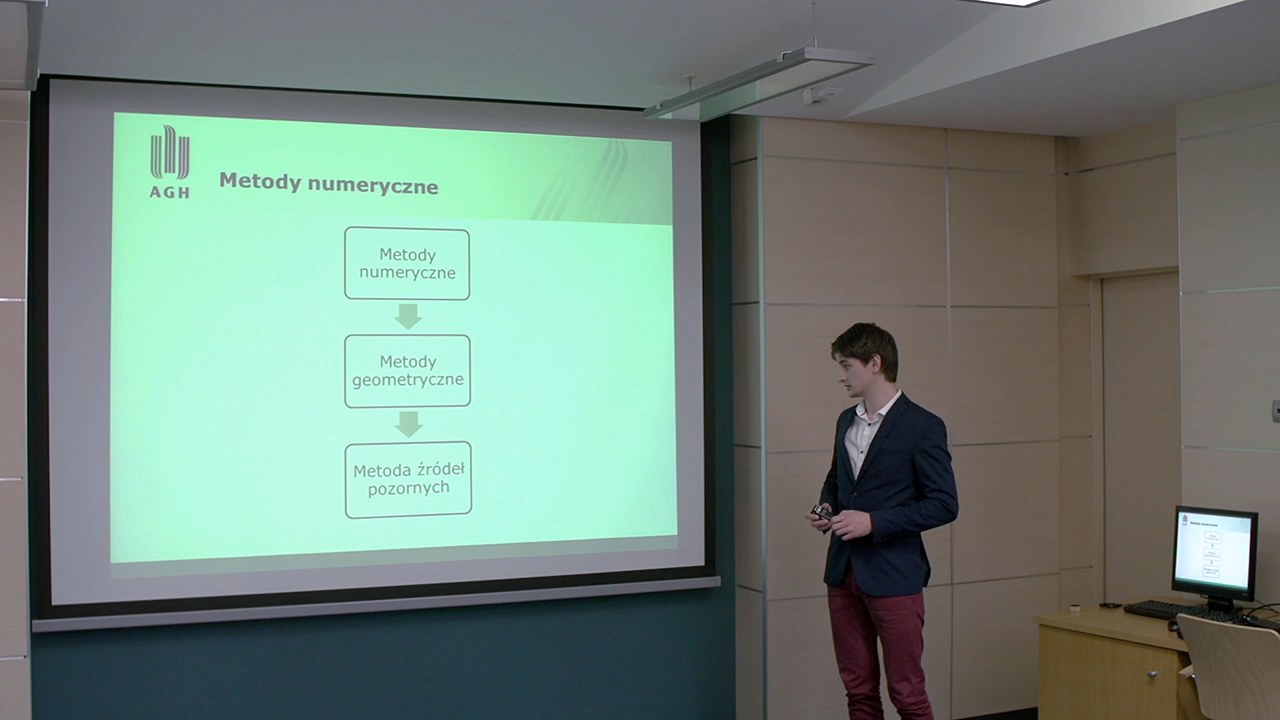 AGH
Metody numeryczne
Metody
numeryczne
Metody
geometryczne
Metoda źródeł
pozornych